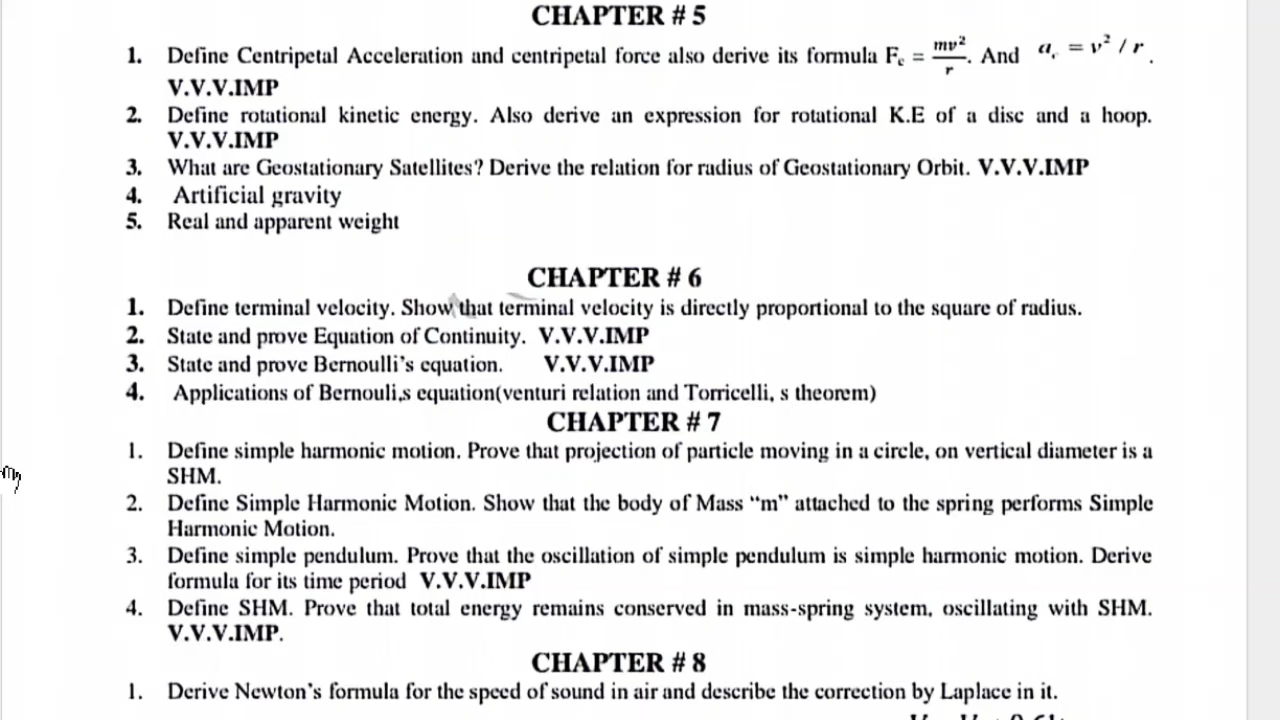 CHAPTER # 5
1. Define Centripetal Acceleration and centripetal force also derive its formula F_c = mv²/r. And a_c = v² / r .
V.V.V.IMP
2. Define rotational kinetic energy. Also derive an expression for rotational K.E of a disc and a hoop.
V.V.V.IMP
3. What are Geostationary Satellites? Derive the relation for radius of Geostationary Orbit. V.V.V.IMP
4. Artificial gravity
5. Real and apparent weight
CHAPTER # 6
1. Define terminal velocity. Show that terminal velocity is directly proportional to the square of radius.
2. State and prove Equation of Continuity. V.V.V.IMP
3. State and prove Bernoulli's equation. V.V.V.IMP
4. Applications of Bernouli,s equation(venturi relation and Torricelli, s theorem)
CHAPTER # 7
1. Define simple harmonic motion. Prove that projection of particle moving in a circle, on vertical diameter is a
SHM.
2. Define Simple Harmonic Motion. Show that the body of Mass “m” attached to the spring performs Simple
Harmonic Motion.
3. Define simple pendulum. Prove that the oscillation of simple pendulum is simple harmonic motion. Derive
formula for its time period V.V.V.IMP
4. Define SHM. Prove that total energy remains conserved in mass-spring system, oscillating with SHM.
V.V.V.IMP.
CHAPTER # 8
1. Derive Newton's formula for the speed of sound in air and describe the correction by Laplace in it.